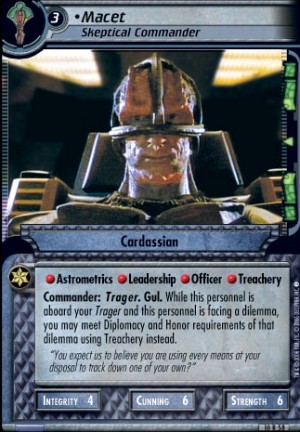 3 •Macet
Skeptical Commander
Cardassian
Astrometrics Leadership Officer Treachery
Commander: Trager. Gul. While this personnel is
aboard your Trager and this personnel is facing a dilemma,
you may meet Diplomacy and Honor requirements of that
dilemma using Treachery instead.
"You expect us to believe you are using every means at your
disposal to track down one of your own?"
Integrity 4 Cunning 6 Strength 6